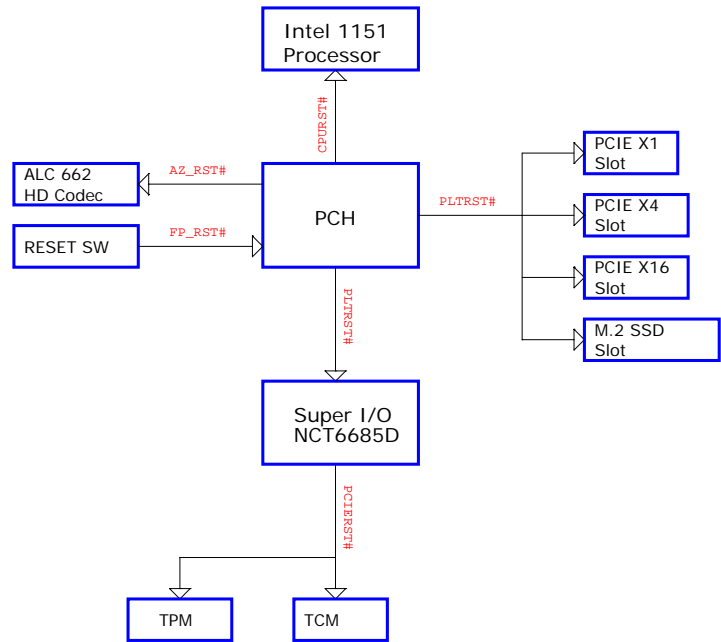 Intel 1151
Processor
CPURST#
ALC 662
HD Codec
AZ_RST#
RESET SW
FP_RST#
PCH
PLTRST#
PCIE X1
Slot
PCIE X4
Slot
PCIE X16
Slot
M.2 SSD
Slot
PLTRST#
Super I/O
NCT6685D
PCIERST#
TPM
TCM